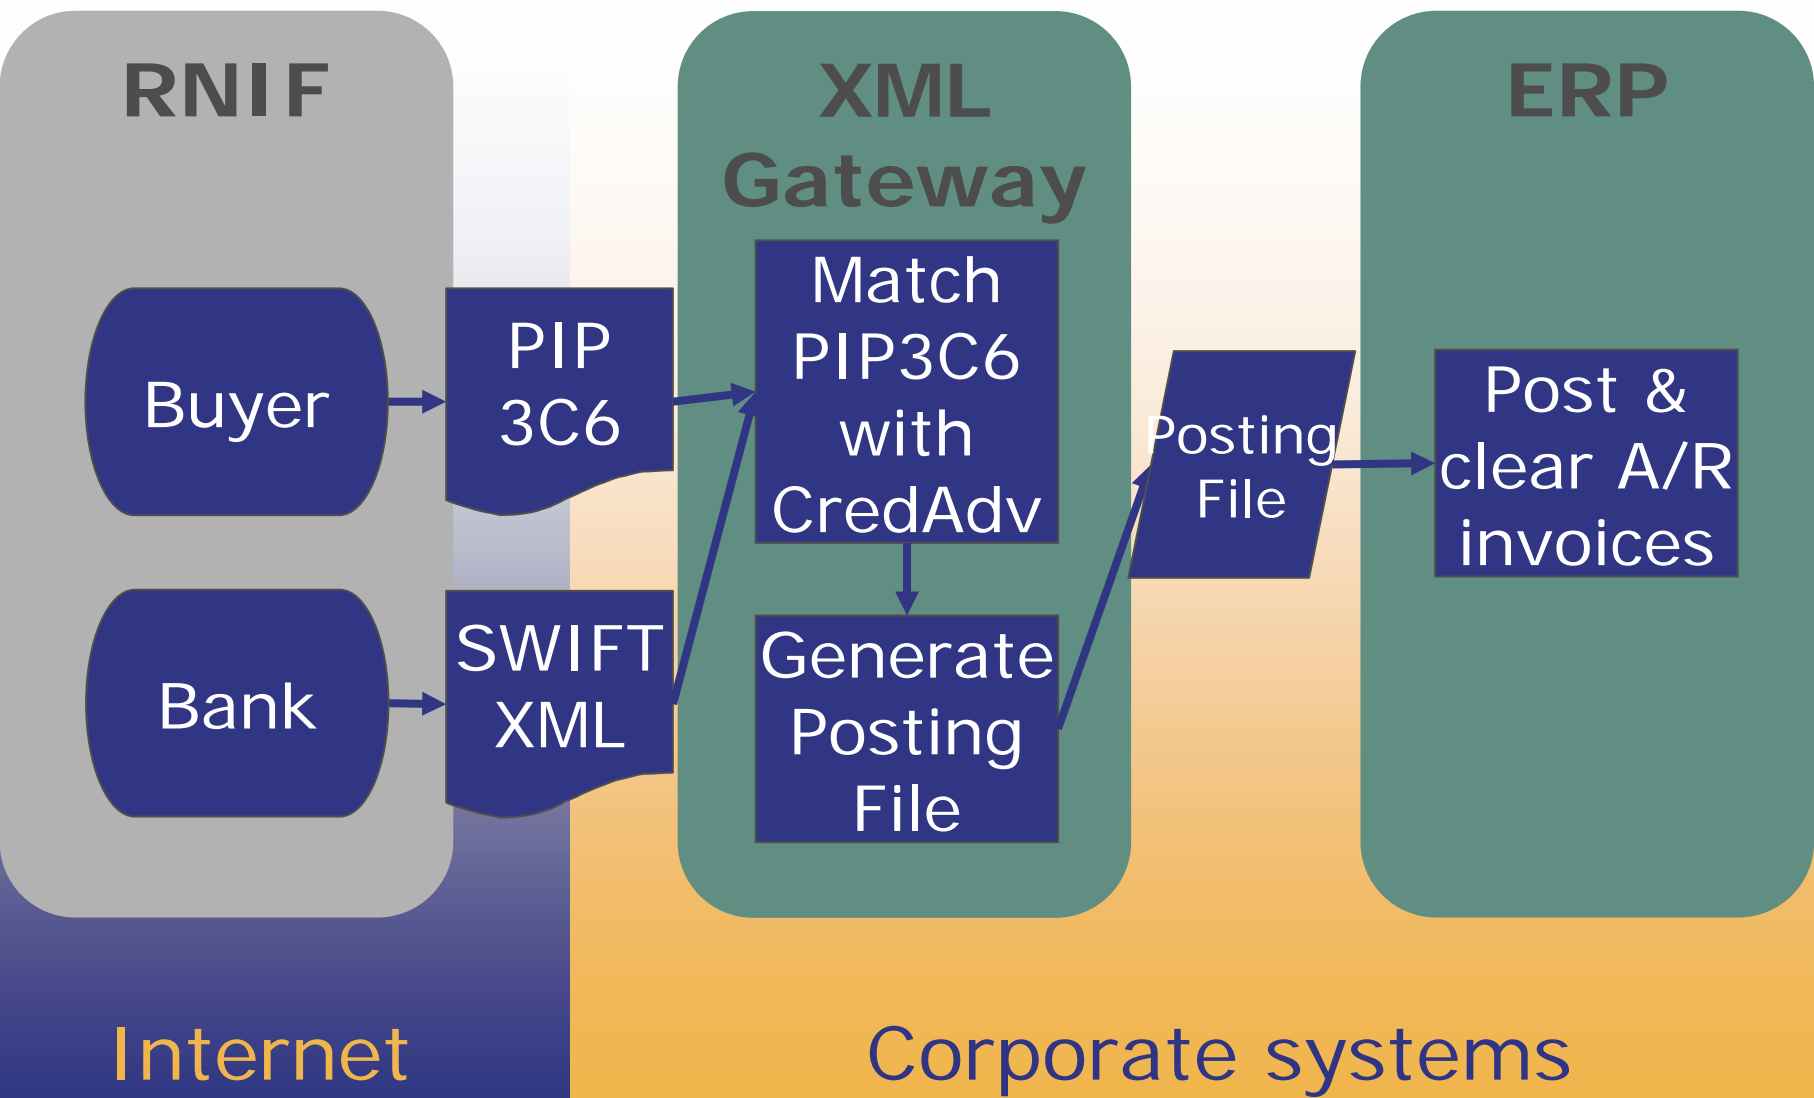 RNIF
XML
Gateway
ERP
Buyer
PIP
3C6
Match
PIP3C6
with
CredAdv
Posting
File
Post &
clear A/R
invoices
Bank
SWIFT
XML
Generate
Posting
File
Internet
Corporate systems